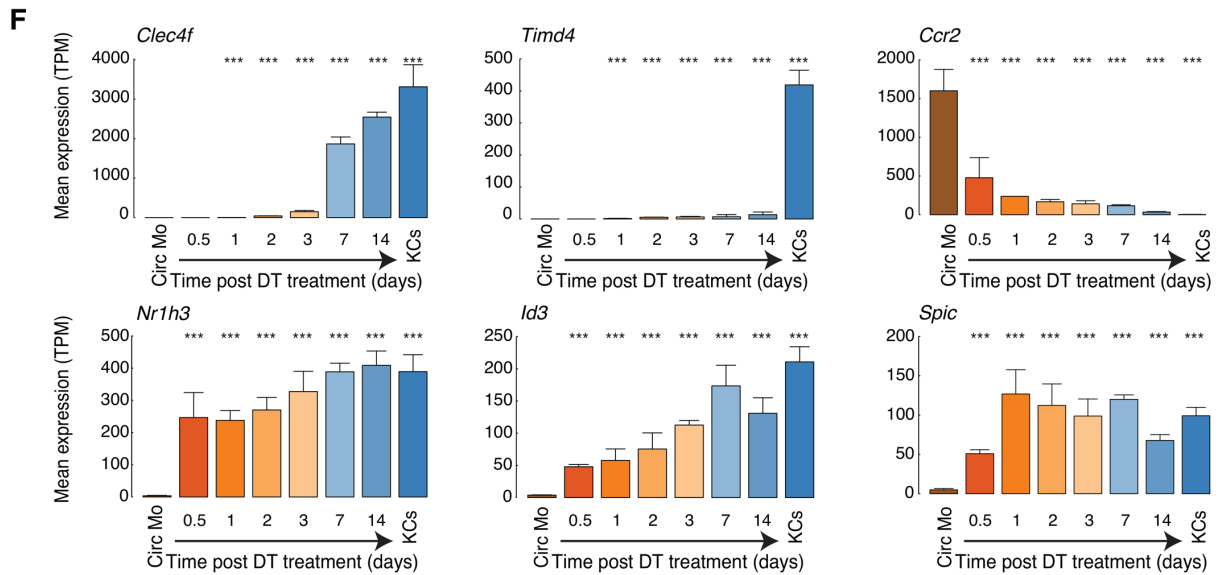 F
Clec4f
Timd4
Ccr2
Mean expression (TPM)
4000
3000
2000
1000
0
*** *** *** *** *** ***
Circ Mo
0.5 1 2 3 7 14
KCs
Time post DT treatment (days)
500
400
300
200
100
0
*** *** *** *** *** ***
Circ Mo
0.5 1 2 3 7 14
KCs
Time post DT treatment (days)
2000
1500
1000
500
0
*** *** *** *** *** *** ***
Circ Mo
0.5 1 2 3 7 14
KCs
Time post DT treatment (days)
Nr1h3
Id3
Spic
Mean expression (TPM)
500
400
300
200
100
0
*** *** *** *** *** *** ***
Circ Mo
0.5 1 2 3 7 14
KCs
Time post DT treatment (days)
250
200
150
100
50
0
*** *** *** *** *** *** ***
Circ Mo
0.5 1 2 3 7 14
KCs
Time post DT treatment (days)
200
150
100
50
0
*** *** *** *** *** *** ***
Circ Mo
0.5 1 2 3 7 14
KCs
Time post DT treatment (days)